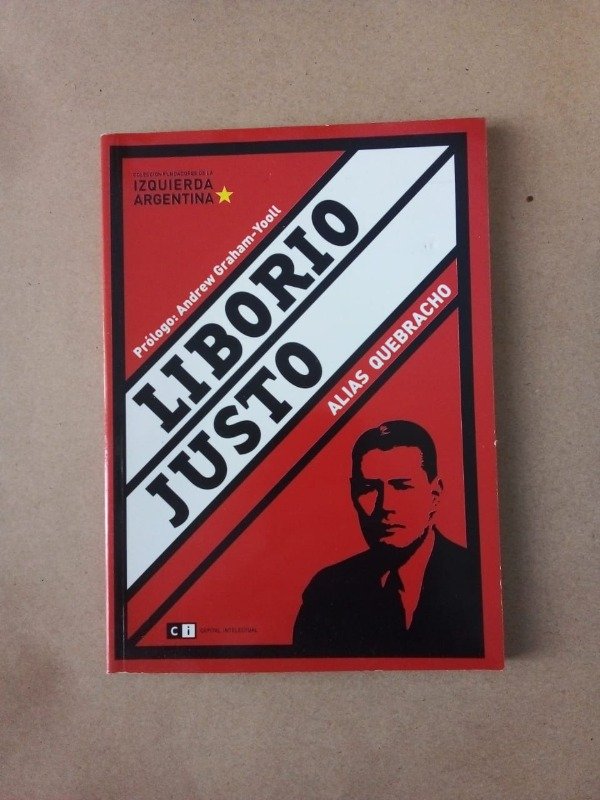 COLECCIÓN FUNDADORES DE LA
IZQUIERDA
ARGENTINA
Prólogo: Andrew Graham-Yooll
LIBORIO
JUSTO
ALIAS QUEBRACHO
ci CAPITAL INTELECTUAL